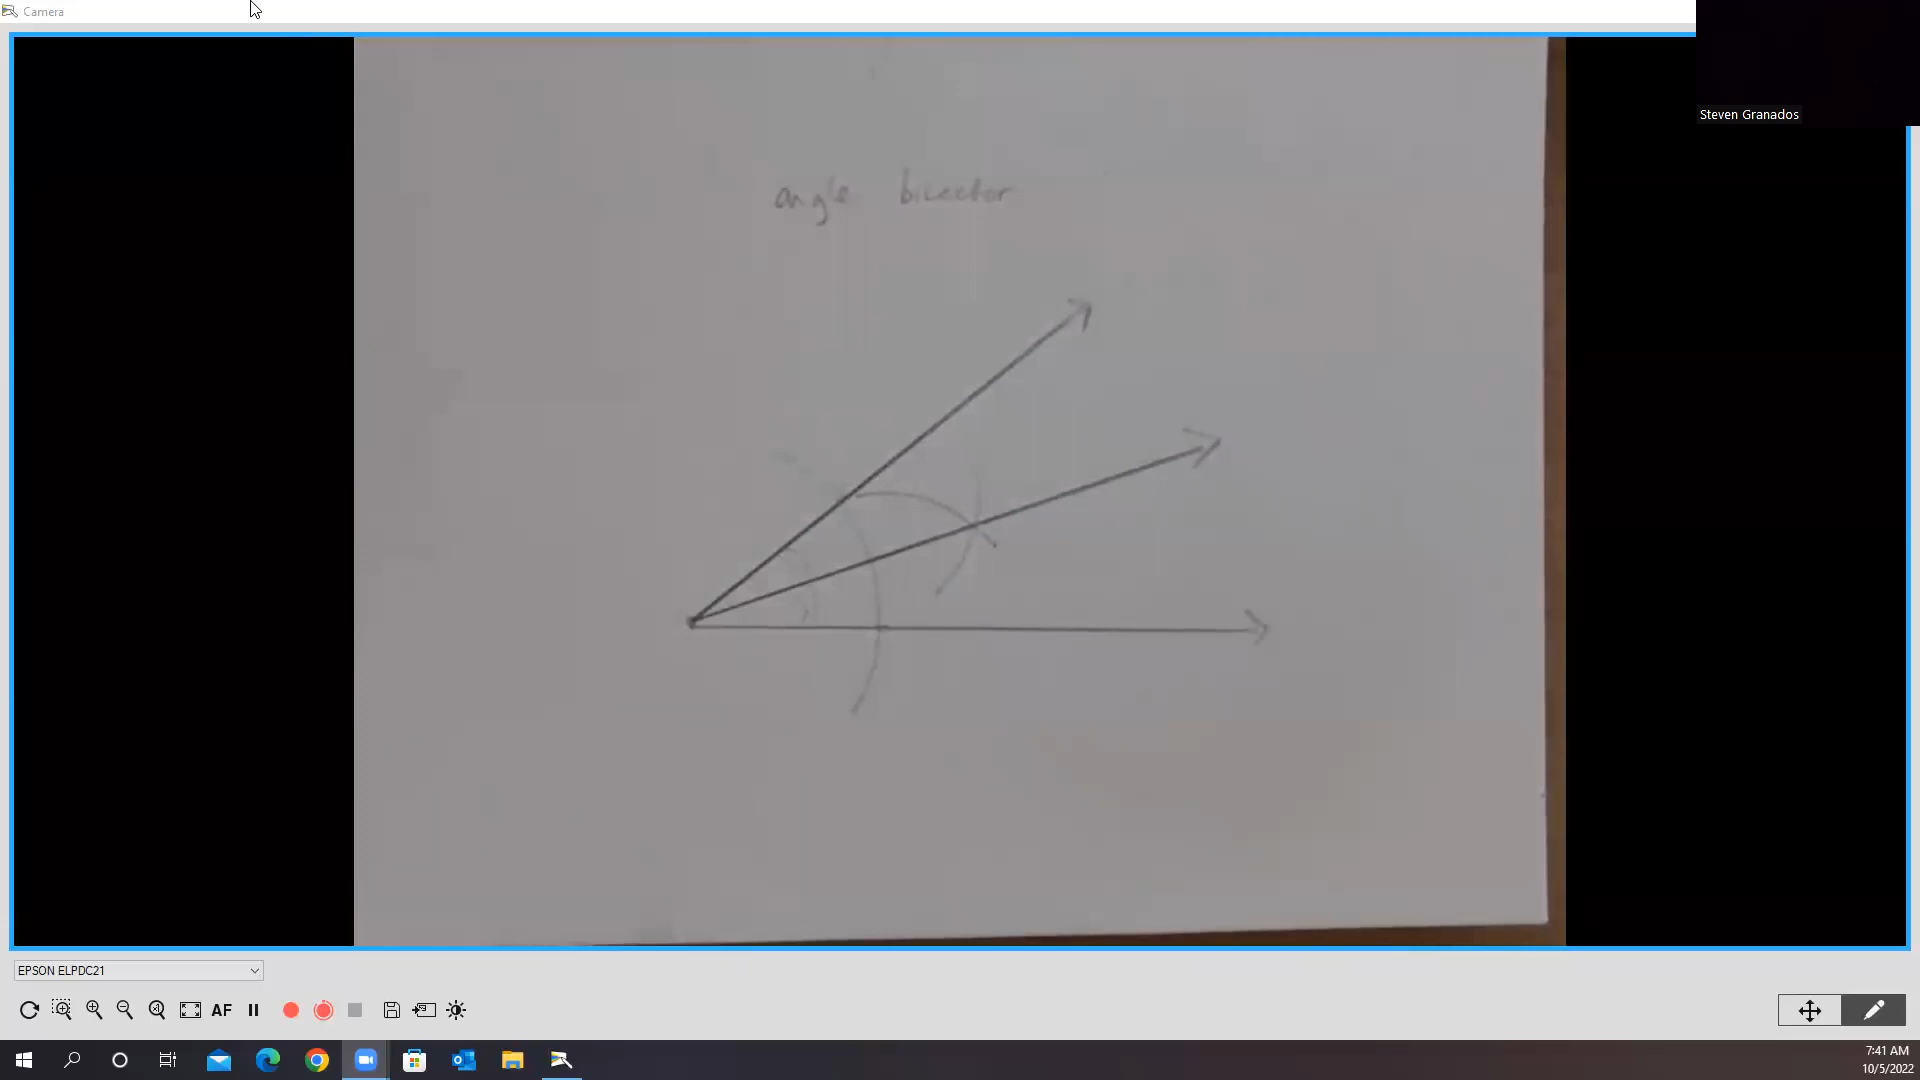 Camera
Steven Granados
angle bisector
EPSON ELPDC21
AF
7:41 AM
10/5/2022